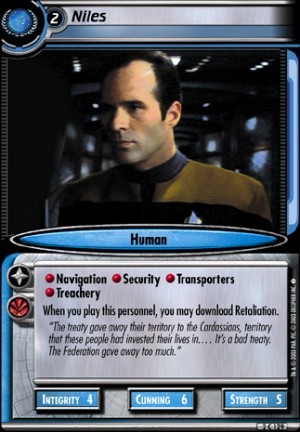 2 Niles
Human
Navigation Security Transporters
Treachery
When you play this personnel, you may download Retaliation.
"The treaty gave away their territory to the Cardassians, territory
that these people had invested their lives in.… It's a bad treaty.
The Federation gave away too much."
INTEGRITY 4 CUNNING 6 STRENGTH 5
2 C 129